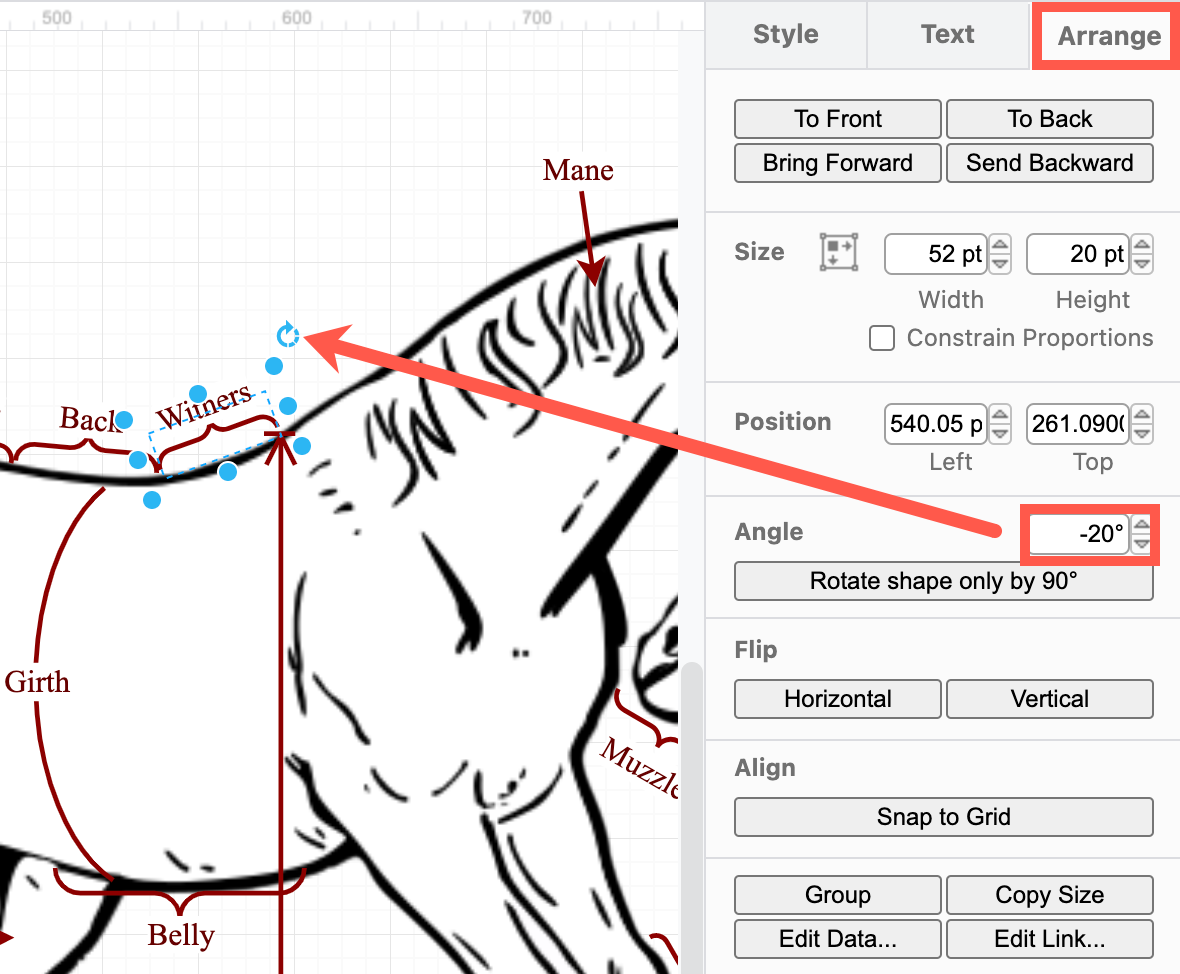 500
600
700
Style
Text
Arrange
To Front
To Back
Bring Forward
Send Backward
Size
52 pt
20 pt
Width
Height
Constrain Proportions
Position
540.05 p
261.0900
Left
Top
Angle
-20°
Rotate shape only by 90°
Flip
Horizontal
Vertical
Align
Snap to Grid
Group
Copy Size
Edit Data...
Edit Link...
Mane
Back
Withers
Girth
Muzzle
Belly